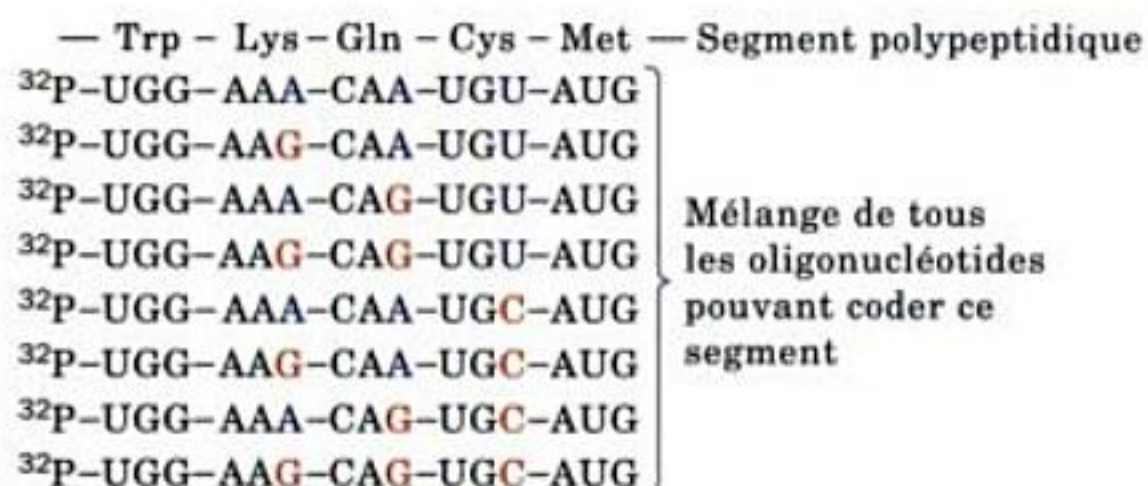 — Trp – Lys – Gln – Cys – Met — Segment polypeptidique
³²P–UGG–AAA–CAA–UGU–AUG
³²P–UGG–AAG–CAA–UGU–AUG
³²P–UGG–AAA–CAG–UGU–AUG
³²P–UGG–AAG–CAG–UGU–AUG
³²P–UGG–AAA–CAA–UGC–AUG
³²P–UGG–AAG–CAA–UGC–AUG
³²P–UGG–AAA–CAG–UGC–AUG
³²P–UGG–AAG–CAG–UGC–AUG
Mélange de tous
les oligonucléotides
pouvant coder ce
segment